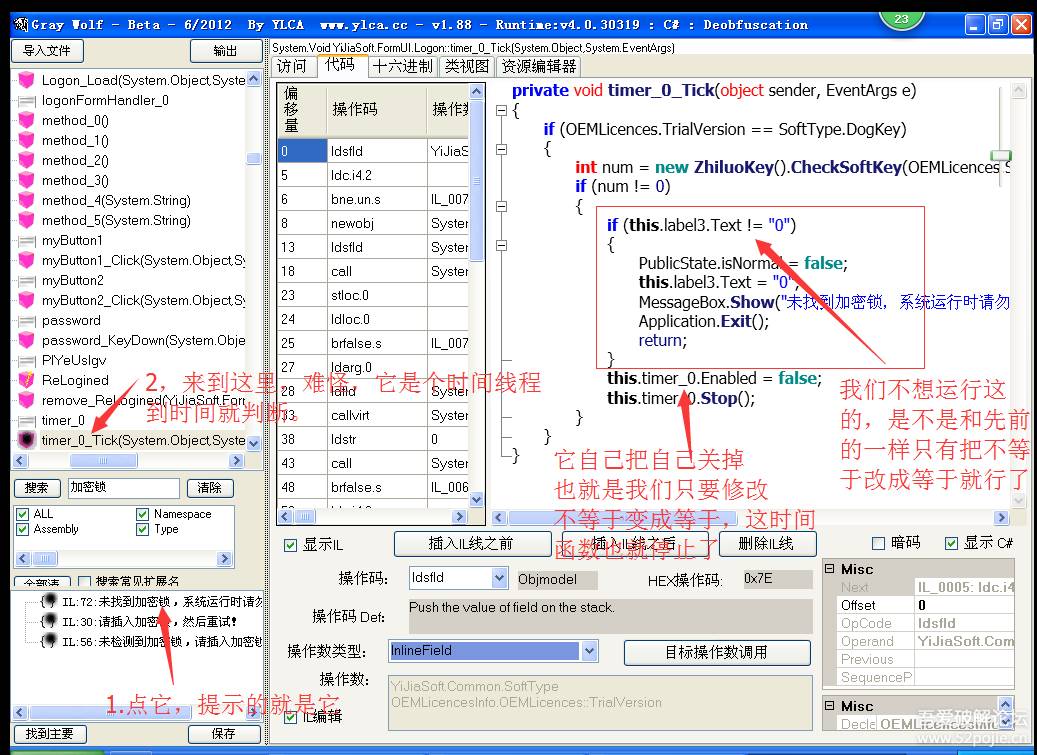 Gray Wolf - Beta - 6/2012 By YLCA www.ylca.cc - v1.88 - Runtime:v4.0.30319 : C# : Deobfuscation
23
导入文件
输出
System.Void YiJiaSoft.FormUI.Logon::timer_0_Tick(System.Object,System.EventArgs)
访问
代码
十六进制
类视图
资源编辑器
Logon_Load(System.Object,Syste
logonFormHandler_0
method_0()
method_1()
method_2()
method_3()
method_4(System.String)
method_5(System.String)
myButton1
myButton1_Click(System.Object,Sy
myButton2
myButton2_Click(System.Object,Sy
password
password_KeyDown(System.Obje
PlYeUslgv
ReLogined
remove_ReLogined(YiJiaSoft.Form
timer_0
timer_0_Tick(System.Object,Syste
偏移量 操作码 操作数
0 ldsfld YiJiaS
5 ldc.i4.2
6 bne.un.s IL_007
8 newobj System
13 ldsfld System
18 call System
23 stloc.0
24 ldloc.0
25 brfalse.s IL_007
27 ldarg.0
28 ldfld
33 callvirt System
38 ldstr 0
43 call System
48 brfalse.s IL_006
private void timer_0_Tick(object sender, EventArgs e)
{
if (OEMLicences.TrialVersion == SoftType.DogKey)
{
int num = new ZhiluoKey().CheckSoftKey(OEMLicences.S
if (num != 0)
{
if (this.label3.Text != "0")
{
PublicState.isNormal = false;
this.label3.Text = "0";
MessageBox.Show("未找到加密锁，系统运行时请勿
Application.Exit();
return;
}
this.timer_0.Enabled = false;
this.timer_0.Stop();
}
}
}
2，来到这里，难怪，它是个时间线程
到时间就判断。
我们不想运行这
的，是不是和先前
的一样只有把不等
于改成等于就行了
它自己把自己关掉
也就是我们只要修改
不等于变成等于，这时间
函数也就停止了
搜索
加密锁
清除
ALL
Namespace
Assembly
Type
全部清
搜索常见扩展名
IL:72:未找到加密锁，系统运行时请勿
IL:30:请插入加密锁，然后重试!
IL:56:未检测到加密锁，请插入加密锁
1.点它，提示的就是它
找到主要
保存
显示IL
插入IL线之前
插入IL线之后
删除IL线
暗码
显示 C#
操作码:
ldsfld
Objmodel
HEX操作码:
0x7E
操作码 Def:
Push the value of field on the stack.
操作数类型:
InlineField
目标操作数调用
操作数:
YiJiaSoft.Common.SoftType
OEMLicencesInfo.OEMLicences::TrialVersion
IL编辑
Misc
Next IL_0005: ldc.i4
Offset 0
OpCode ldsfld
Operand YiJiaSoft.Com
Previous
SequenceP
Misc
Decla OEMLicencesInfo
吾爱破解论坛
www.52pojie.cn